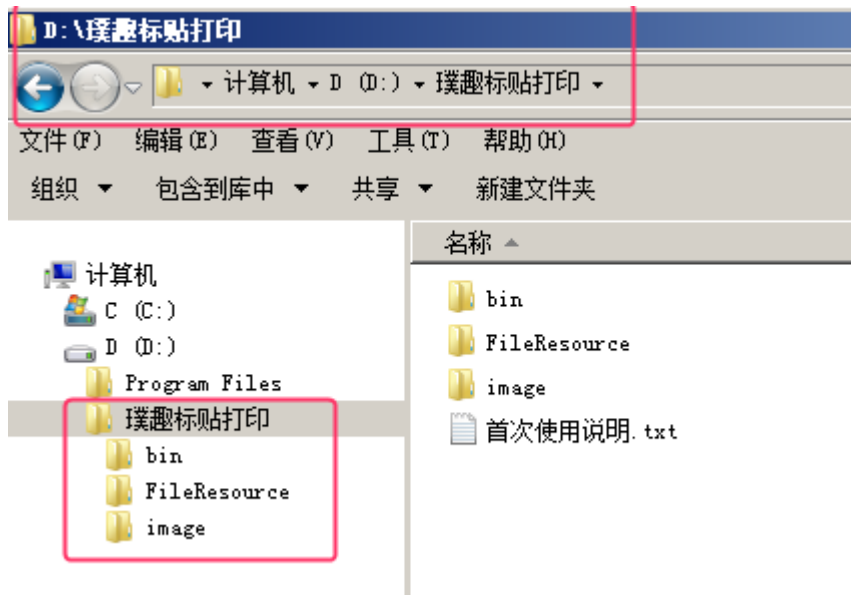 D:\璞趣标贴打印
计算机 D (D:) 璞趣标贴打印
文件(F) 编辑(E) 查看(V) 工具(T) 帮助(H)
组织 包含到库中 共享 新建文件夹
计算机
C (C:)
D (D:)
Program Files
璞趣标贴打印
bin
FileResource
image
名称
bin
FileResource
image
首次使用说明.txt